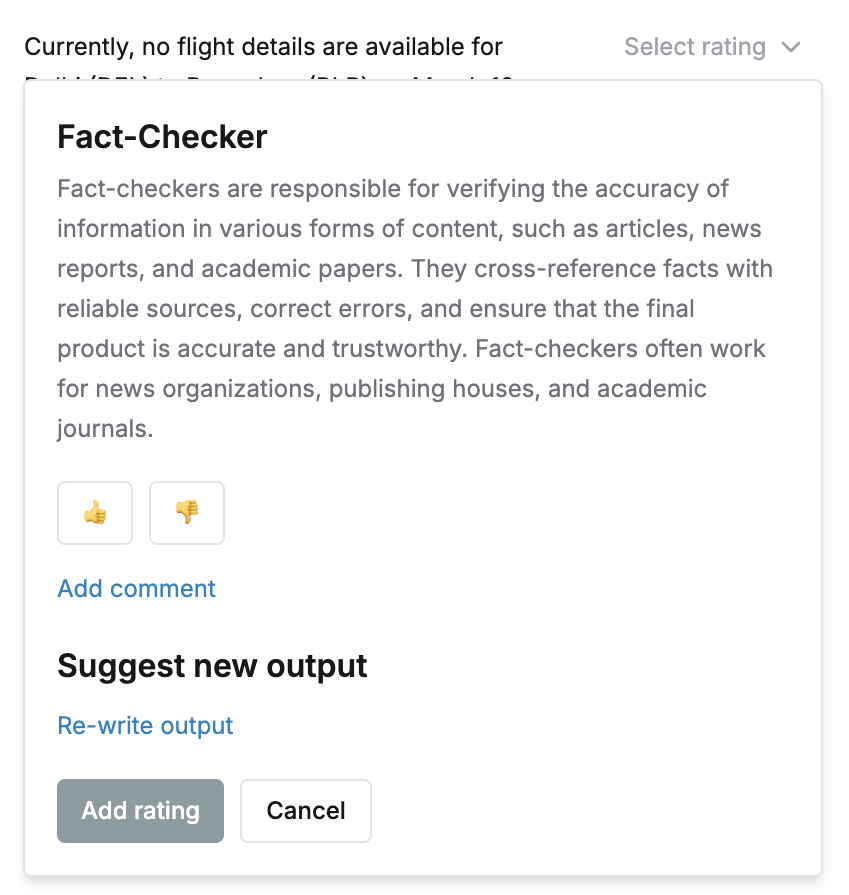 Currently, no flight details are available for
Select rating
Fact-Checker
Fact-checkers are responsible for verifying the accuracy of
information in various forms of content, such as articles, news
reports, and academic papers. They cross-reference facts with
reliable sources, correct errors, and ensure that the final
product is accurate and trustworthy. Fact-checkers often work
for news organizations, publishing houses, and academic
journals.
Add comment
Suggest new output
Re-write output
Add rating
Cancel